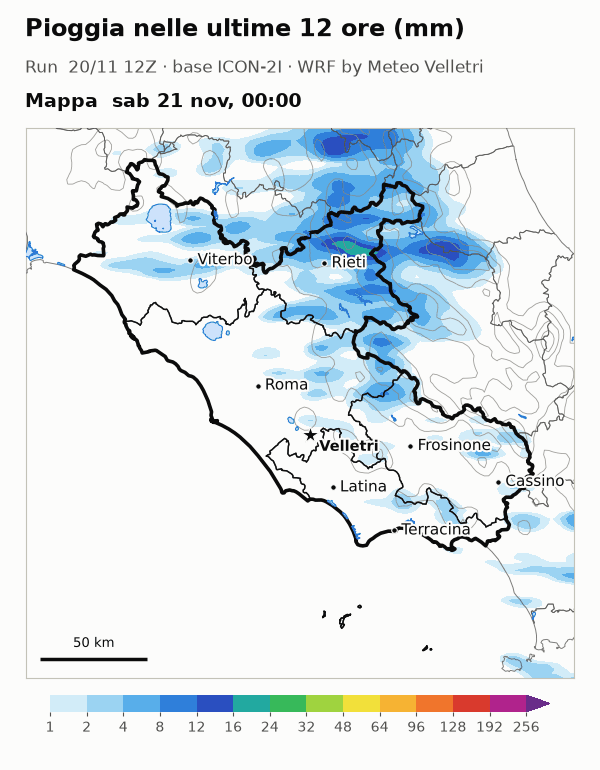 Pioggia nelle ultime 12 ore (mm)
Run  20/11 12Z · base ICON-2I · WRF by Meteo Velletri
Mappa  sab 21 nov, 00:00
Viterbo
Rieti
Roma
Velletri
Frosinone
Cassino
Latina
Terracina
50 km
1 2 4 8 12 16 24 32 48 64 96 128 192 256